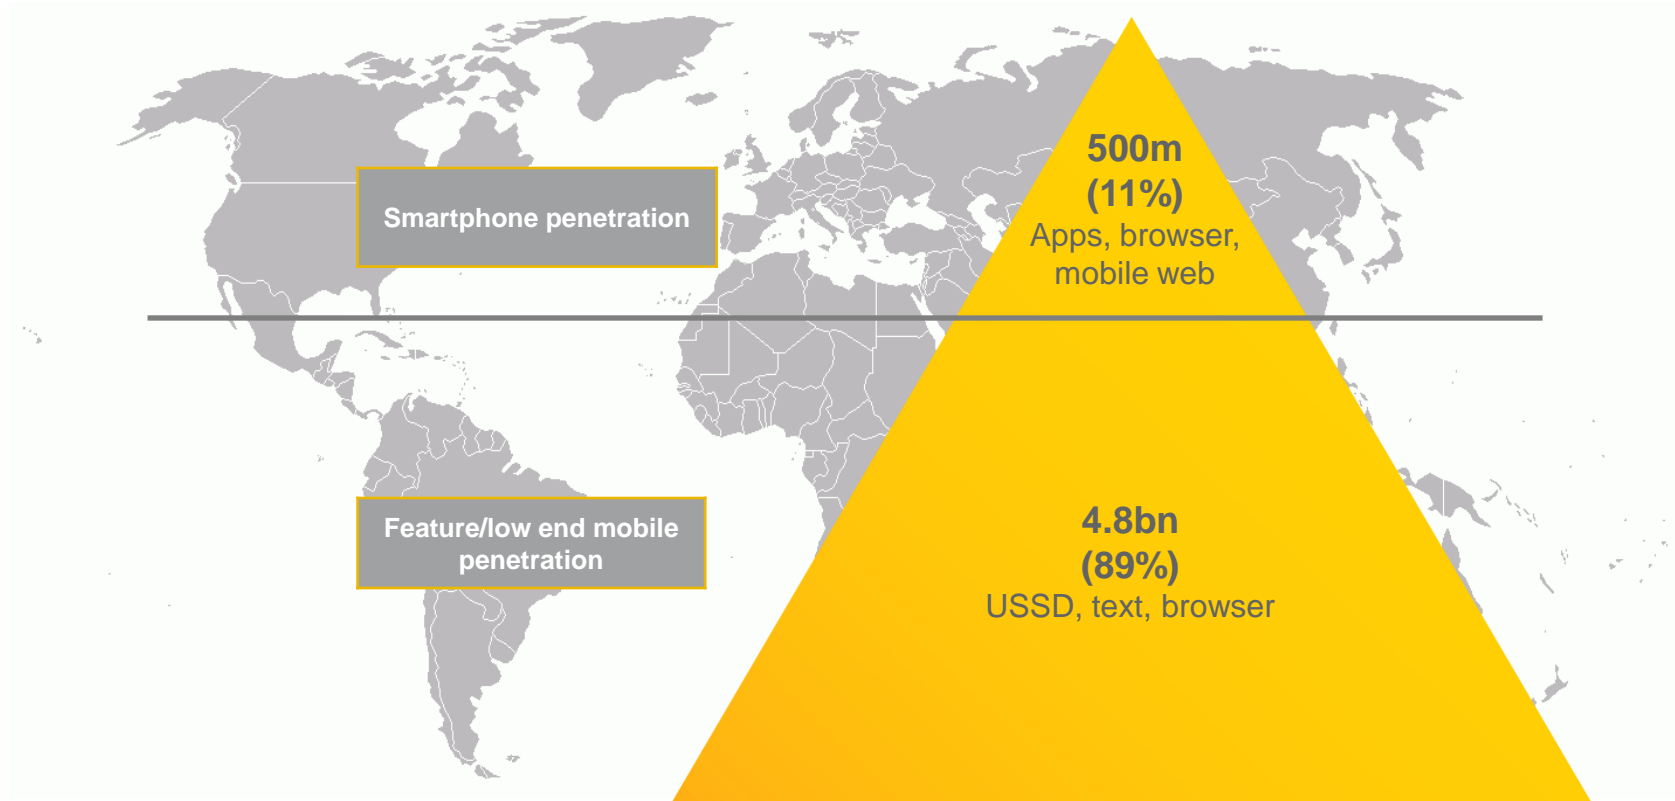 500m
(11%)
Apps, browser,
mobile web
Smartphone penetration
4.8bn
(89%)
USSD, text, browser
Feature/low end mobile
penetration